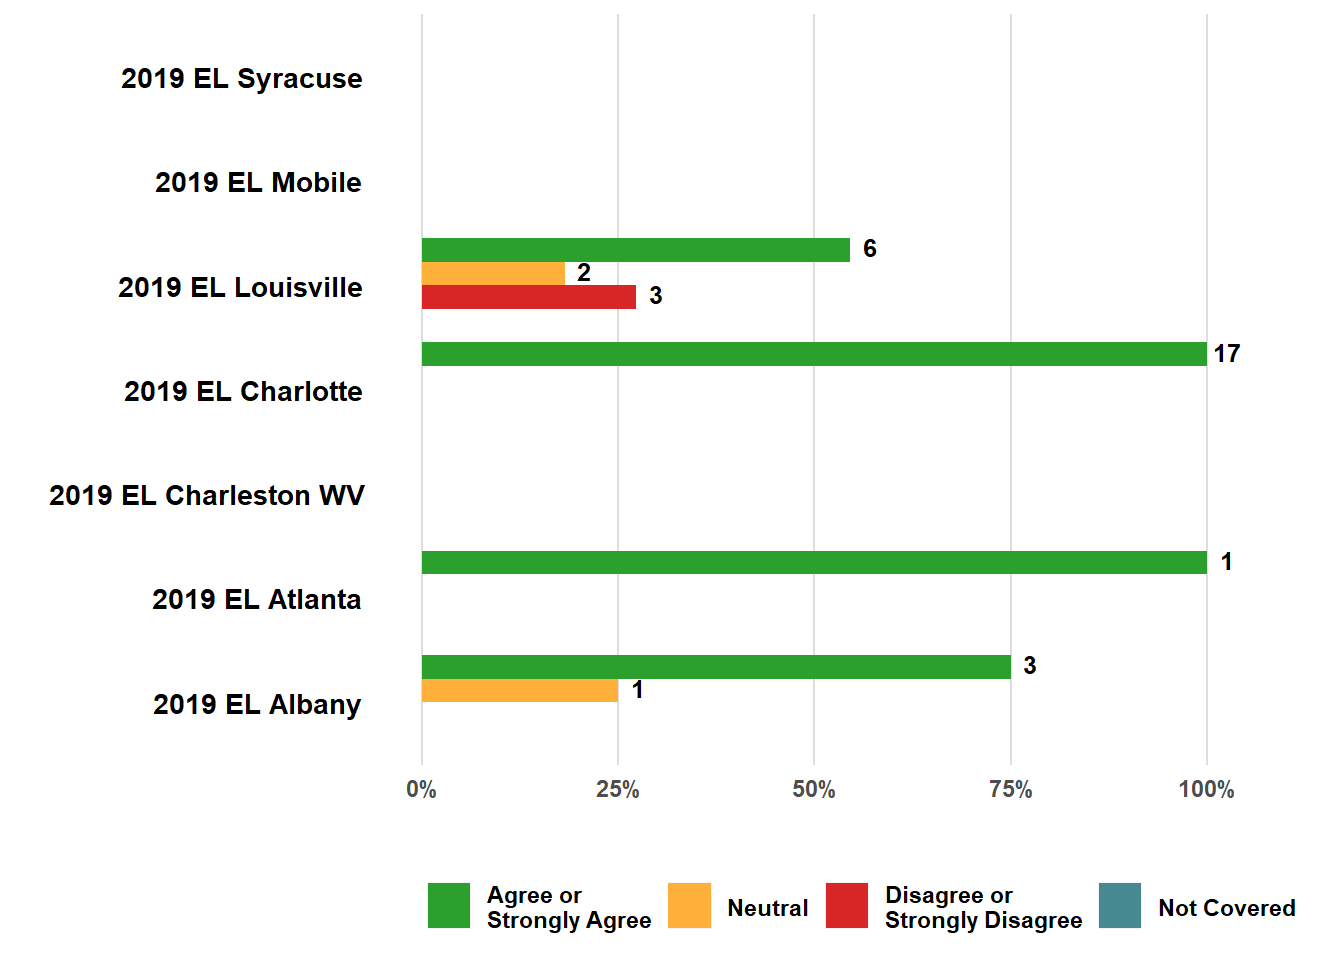 2019 EL Syracuse
2019 EL Mobile
6
2
2019 EL Louisville
3
17
2019 EL Charlotte
2019 EL Charleston WV
1
2019 EL Atlanta
3
1
2019 EL Albany
0% 25% 50% 75% 100%
Agree or
Strongly Agree
Neutral
Disagree or
Strongly Disagree
Not Covered